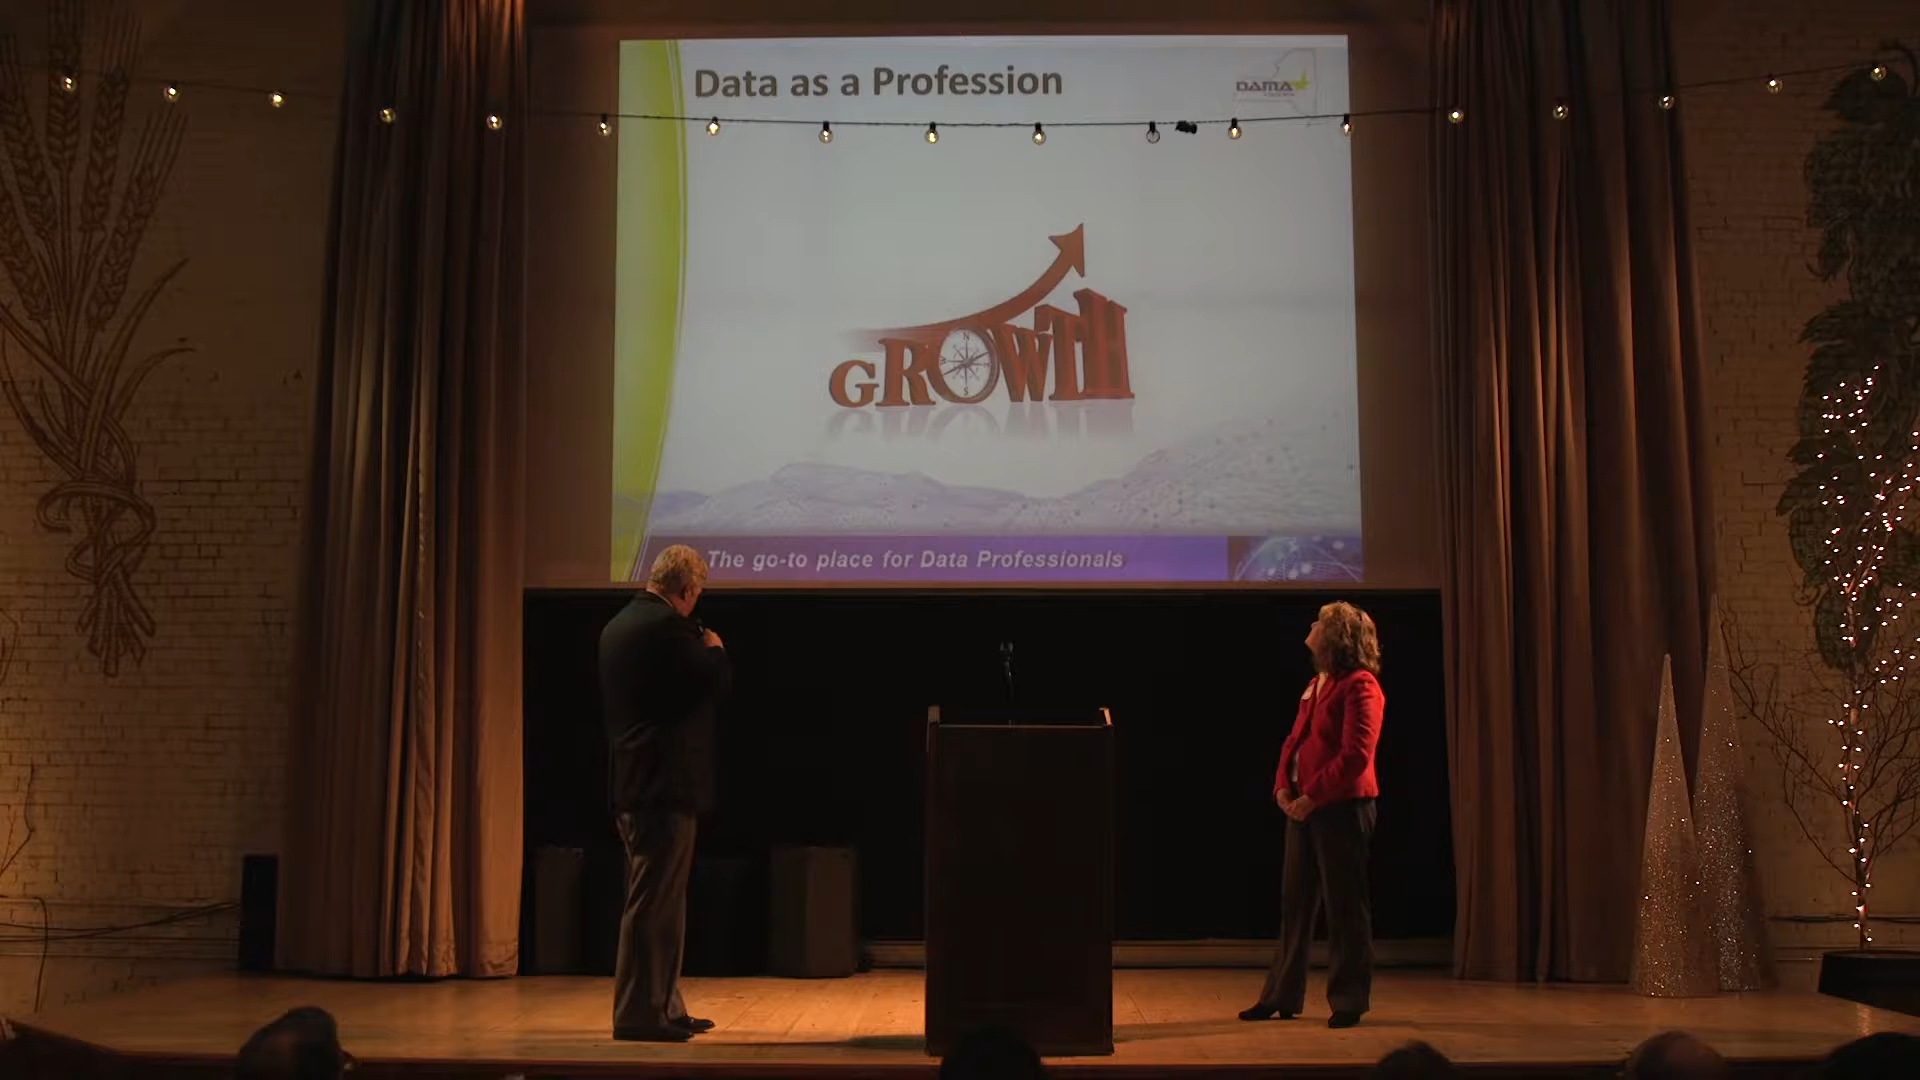 Data as a Profession
DAMA
GROWTH
N
S
The go-to place for Data Professionals